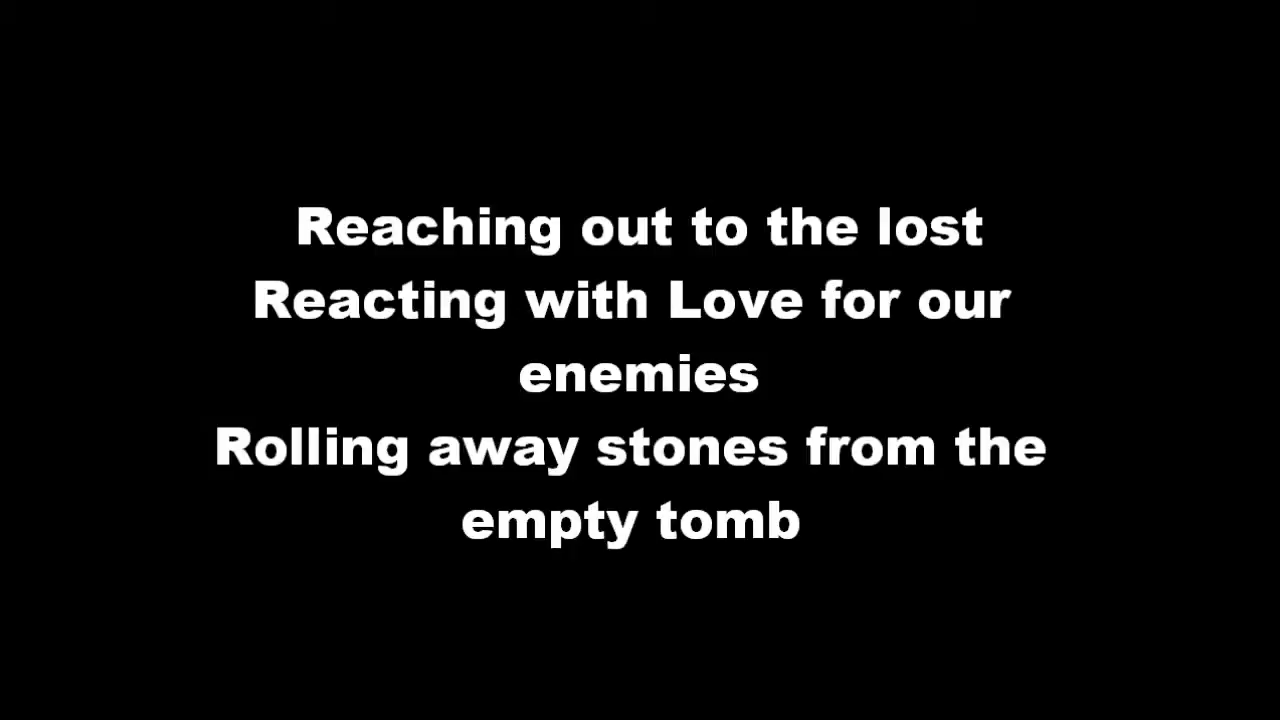 Reaching out to the lost
Reacting with Love for our
enemies
Rolling away stones from the
empty tomb